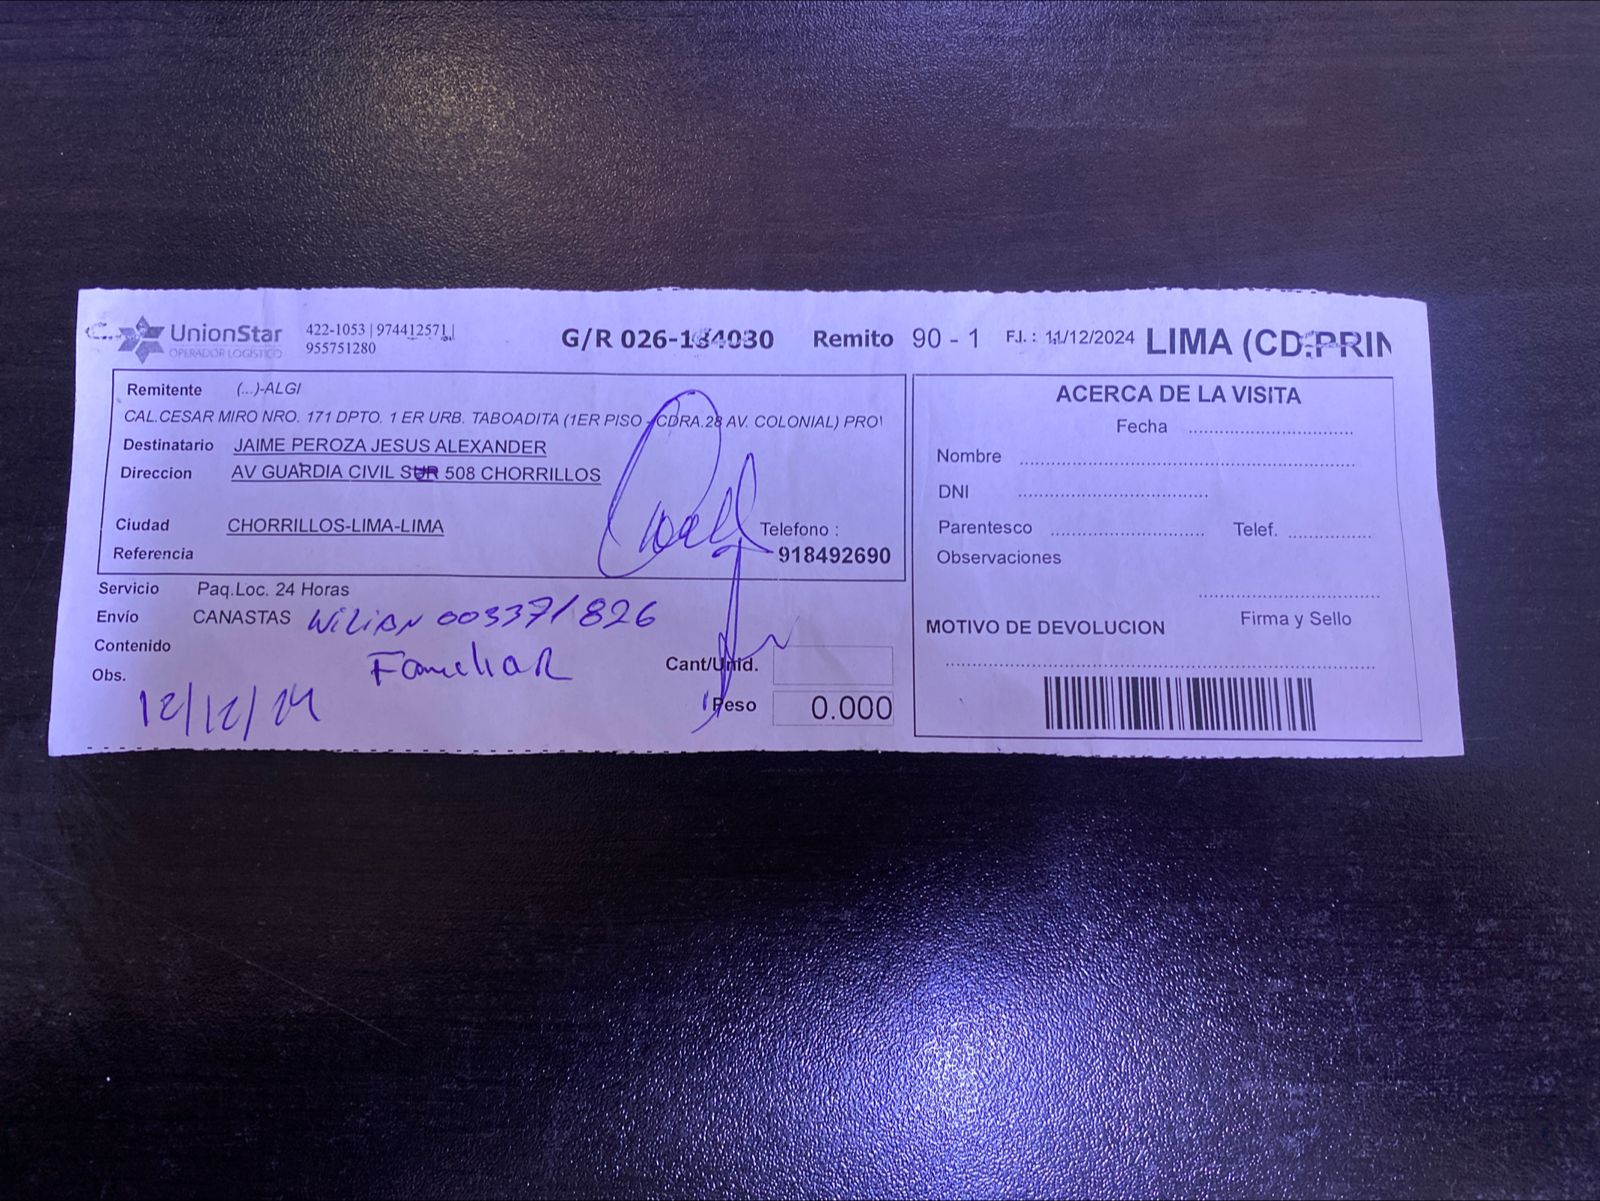 UnionStar
OPERADOR LOGISTICO
422-1053 | 974412571 |
955751280
G/R 026-134030 Remito 90 - 1 F.I. : 11/12/2024 LIMA (CD.PRIN
Remitente (...)-ALGI
CAL.CESAR MIRO NRO. 171 DPTO. 1 ER URB. TABOADITA (1ER PISO - CDRA.28 AV. COLONIAL) PRO
Destinatario JAIME PEROZA JESUS ALEXANDER
Direccion AV GUARDIA CIVIL SUR 508 CHORRILLOS
Ciudad CHORRILLOS-LIMA-LIMA
Telefono :
Referencia
918492690
Servicio Paq.Loc. 24 Horas
Envío CANASTAS WiLiAN 003371826
Contenido
Familiar
Obs.
12/12/24
Cant/Unid.
Peso 0.000
ACERCA DE LA VISITA
Fecha
Nombre
DNI
Parentesco Telef.
Observaciones
Firma y Sello
MOTIVO DE DEVOLUCION